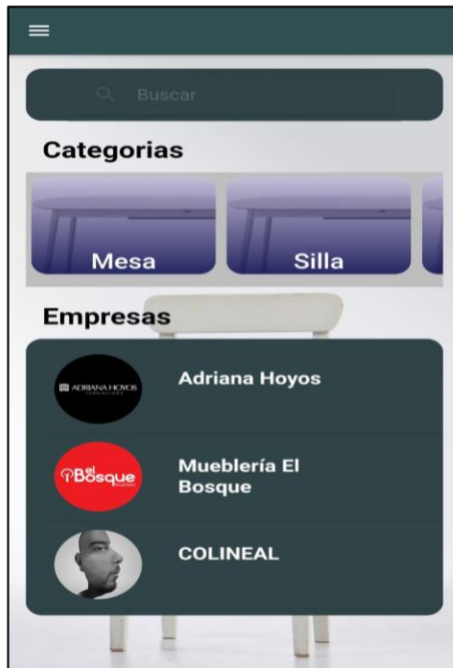 Buscar
Categorias
Mesa
Silla
Empresas
ADRIANA HOYOS
Adriana Hoyos
el
Bosque
Mueblería El
Bosque
COLINEAL